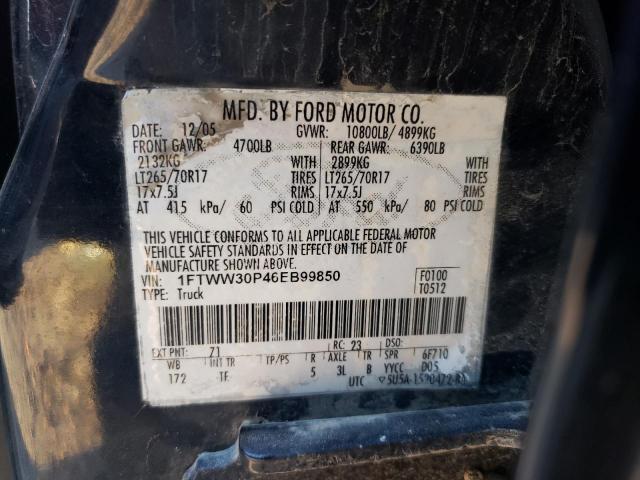 MFD. BY FORD MOTOR CO.
DATE: 12/05 GVWR: 10800LB/ 4899KG
FRONT GAWR: 4700LB REAR GAWR: 6390LB
2132KG WITH 2899KG WITH
LT265/70R17 TIRES LT265/70R17 TIRES
17x7.5J RIMS 17x7.5J RIMS
AT 415 kPa/ 60 PSI COLD AT 550 kPa/ 80 PSI COLD
THIS VEHICLE CONFORMS TO ALL APPLICABLE FEDERAL MOTOR
VEHICLE SAFETY STANDARDS IN EFFECT ON THE DATE OF
MANUFACTURE SHOWN ABOVE.
VIN: 1FTWW30P46EB99850 F0100
TYPE: Truck T0512
EXT PNT: Z1 RC: 23 DSO:
WB INT TR TP/PS R AXLE TR SPR 6F710
172 TF 5 3L B YYCC D05
UTC